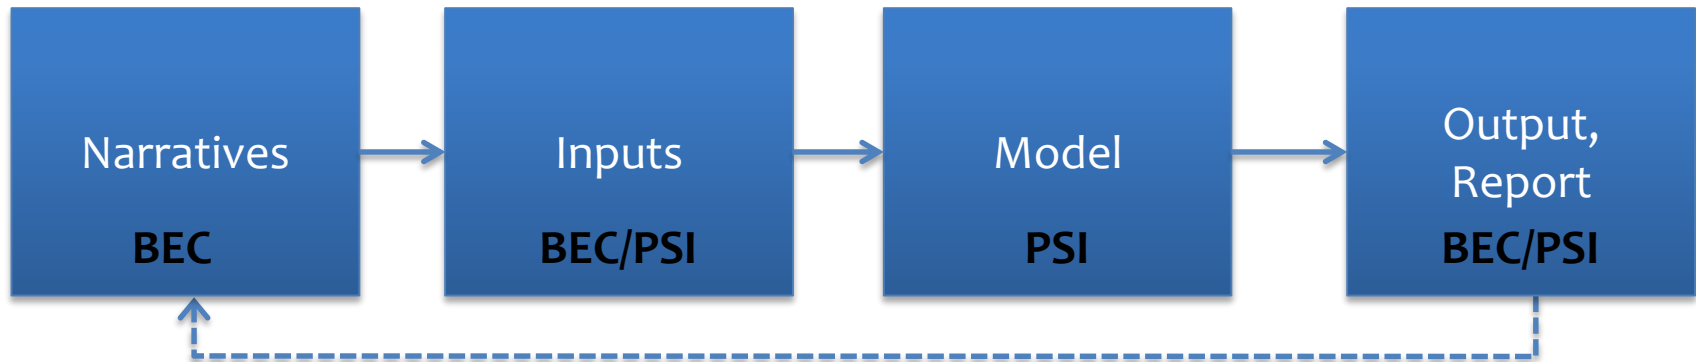 Narratives
BEC
Inputs
BEC/PSI
Model
PSI
Output,
Report
BEC/PSI